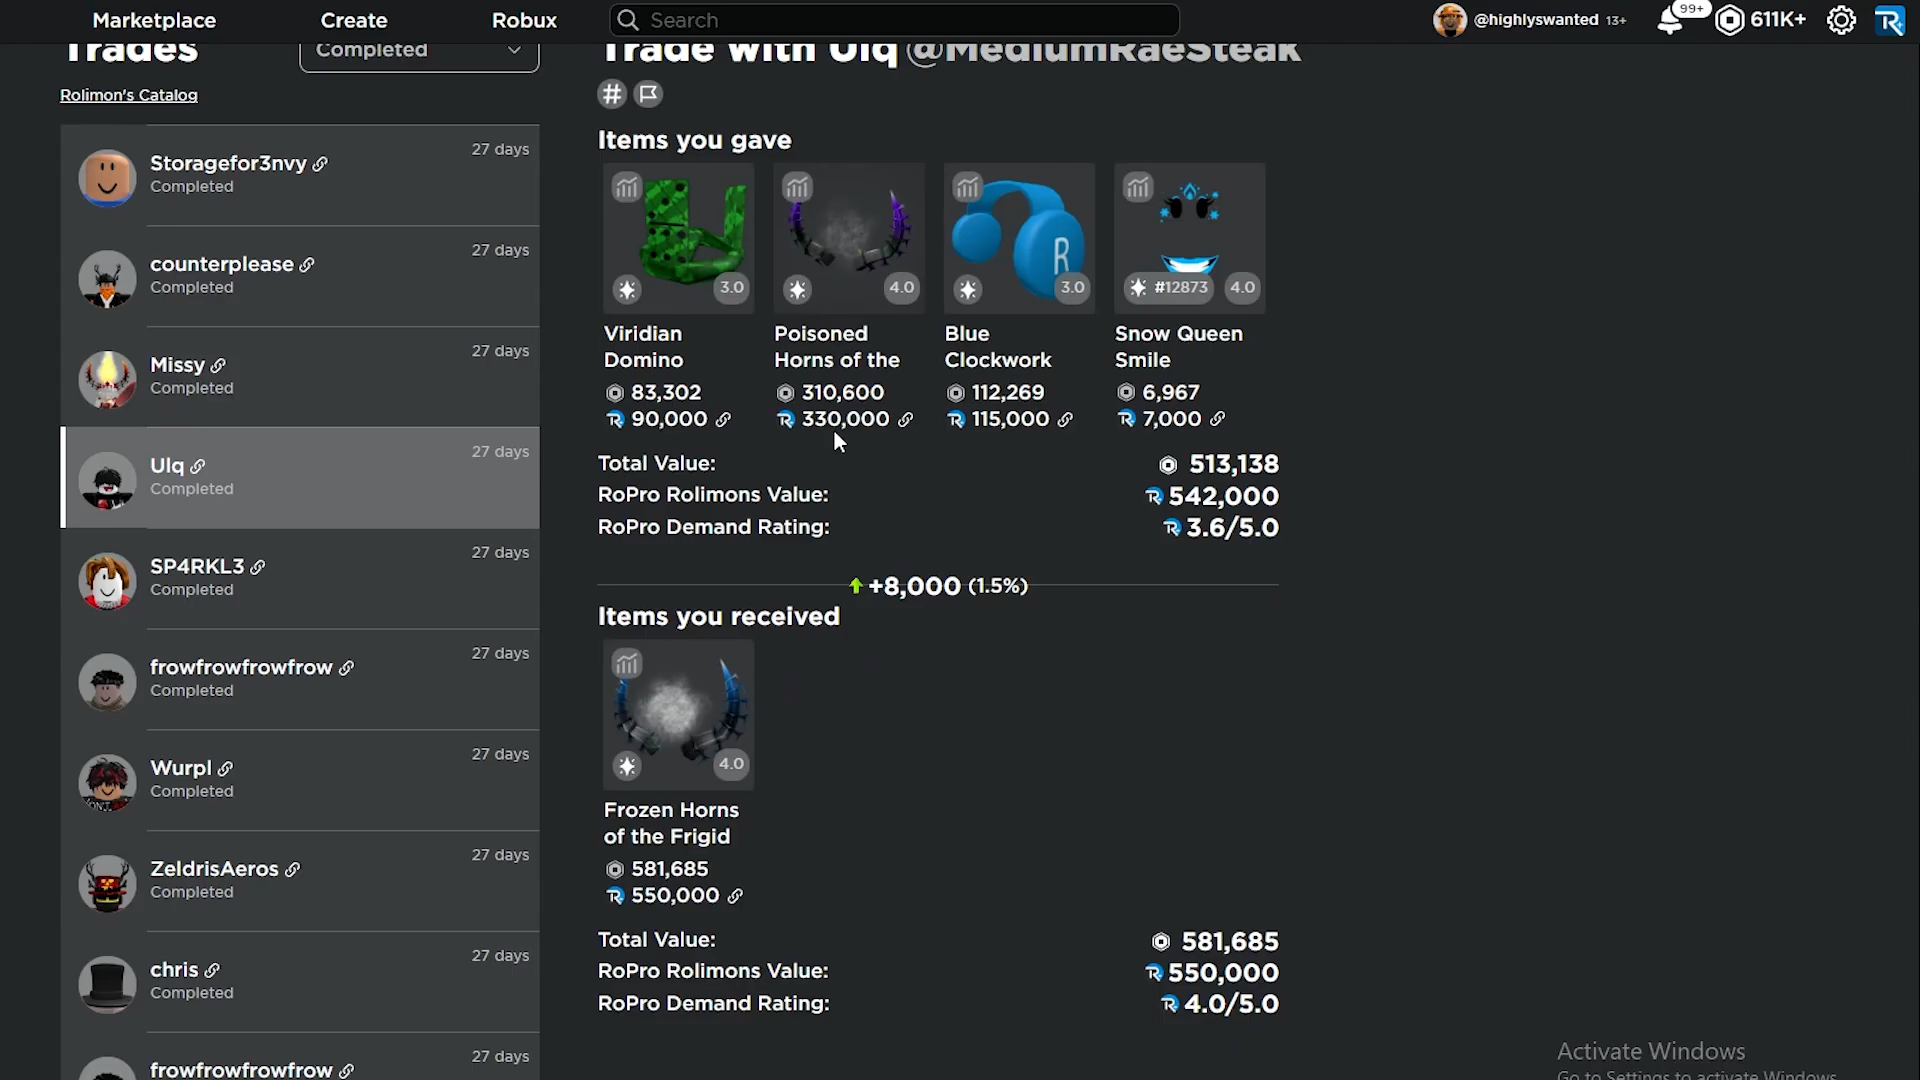 Marketplace
Create
Robux
Search
@highlyswanted 13+
99+
611K+
Trades
Completed
Rolimon's Catalog
Storagefor3nvy
Completed
27 days
counterplease
Completed
27 days
Missy
Completed
27 days
Ulq
Completed
27 days
SP4RKL3
Completed
27 days
frowfrowfrowfrow
Completed
27 days
Wurpl
Completed
27 days
ZeldrisAeros
Completed
27 days
chris
Completed
27 days
frowfrowfrowfrow
27 days
Trade with Ulq @MediumRaeSteak
#
Items you gave
3.0
Viridian
Domino
83,302
90,000
4.0
Poisoned
Horns of the
310,600
330,000
R
3.0
Blue
Clockwork
112,269
115,000
#12873
4.0
Snow Queen
Smile
6,967
7,000
Total Value:
513,138
RoPro Rolimons Value:
542,000
RoPro Demand Rating:
3.6/5.0
+8,000 (1.5%)
Items you received
4.0
Frozen Horns
of the Frigid
581,685
550,000
Total Value:
581,685
RoPro Rolimons Value:
550,000
RoPro Demand Rating:
4.0/5.0
Activate Windows
Go to Settings to activate Windows.